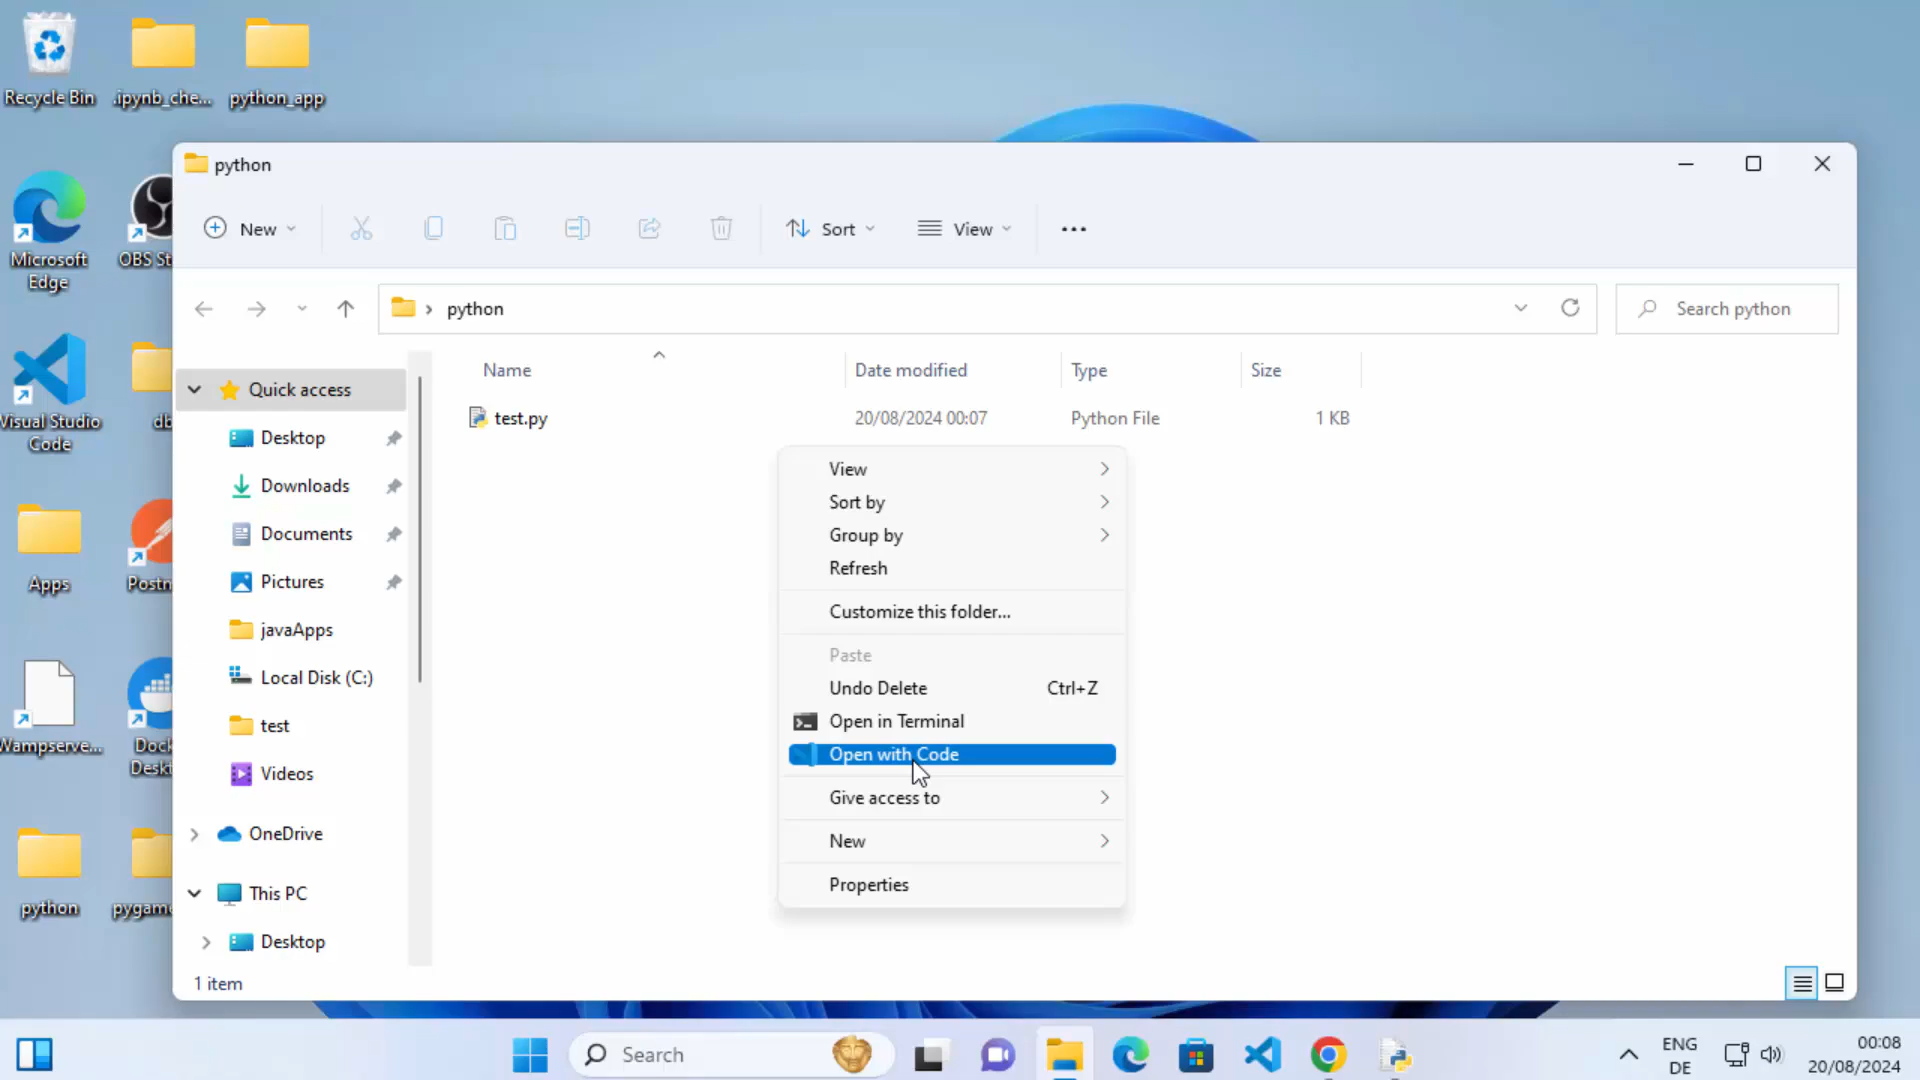 Recycle Bin
.ipynb_che...
python_app
Microsoft
Edge
OBS St
Visual Studio
Code
db
Apps
Postn
Wampserve...
Dock
Deskt
python
pygame
python
New
Sort
View
python
Search python
Name
Date modified
Type
Size
test.py
20/08/2024 00:07
Python File
1 KB
Quick access
Desktop
Downloads
Documents
Pictures
javaApps
Local Disk (C:)
test
Videos
OneDrive
This PC
Desktop
View
Sort by
Group by
Refresh
Customize this folder...
Paste
Undo Delete
Ctrl+Z
Open in Terminal
Open with Code
Give access to
New
Properties
1 item
Search
ENG
DE
00:08
20/08/2024